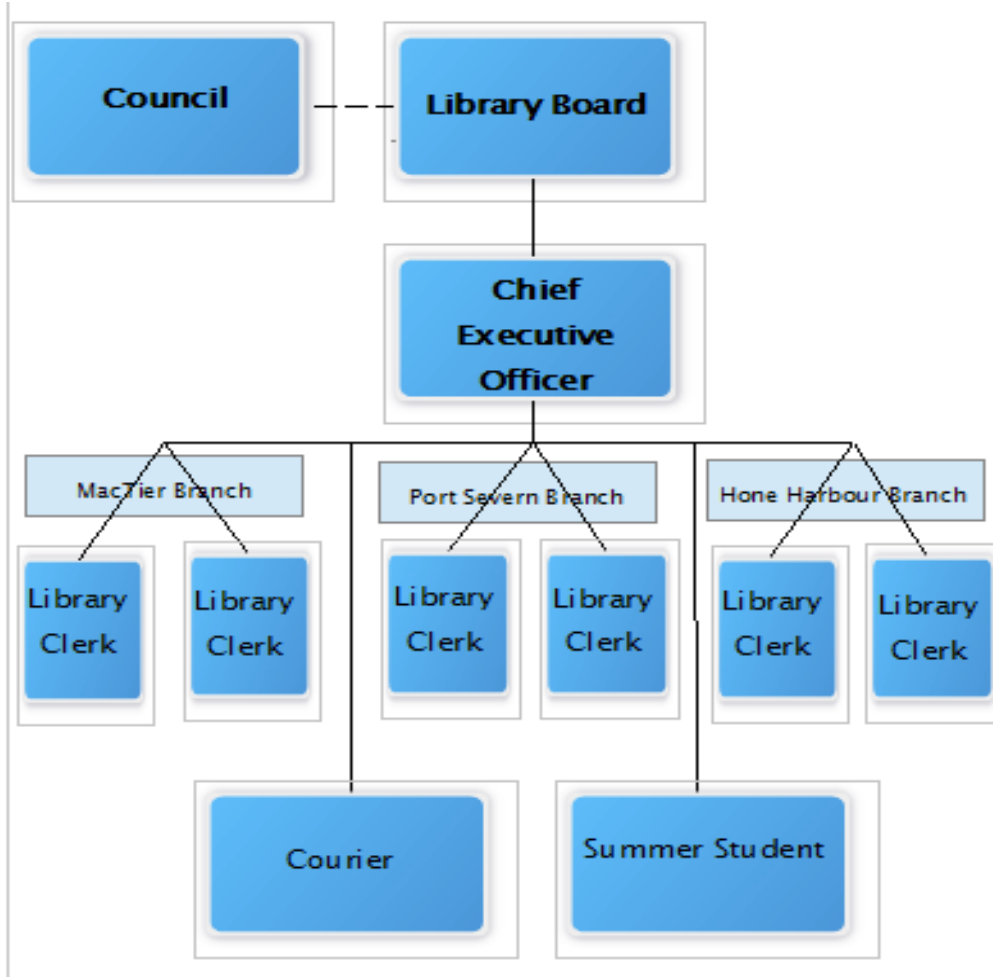 Council
Library Board
Chief
Executive
Officer
MacTier Branch
Port Severn Branch
Hone Harbour Branch
Library
Clerk
Library
Clerk
Library
Clerk
Library
Clerk
Library
Clerk
Library
Clerk
Courier
Summer Student